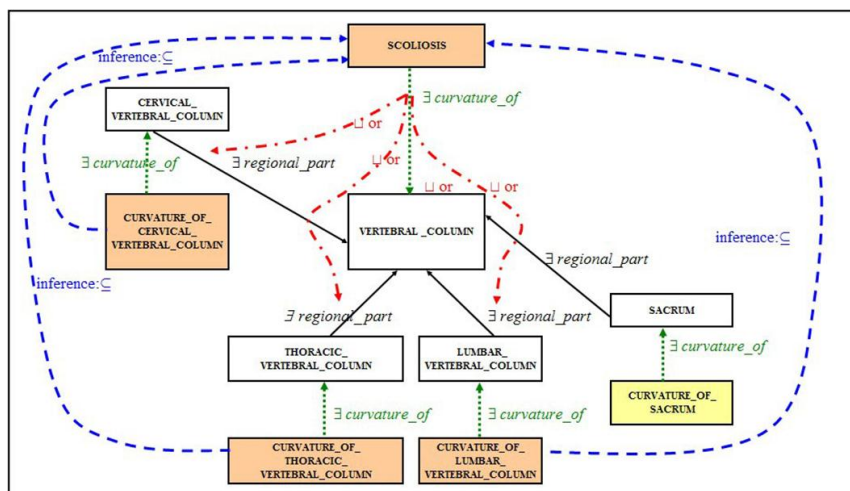 SCOLIOSIS
inference:⊆
∃ curvature_of
CERVICAL_
VERTEBRAL_COLUMN
⊔ or
∃ curvature_of
∃ regional_part
⊔ or
⊔ or
⊔ or
CURVATURE_OF_
CERVICAL_
VERTEBRAL_COLUMN
VERTEBRAL _COLUMN
inference:⊆
∃ regional_part
inference:⊆
∃ regional_part
∃ regional_part
SACRUM
THORACIC_
VERTEBRAL_COLUMN
LUMBAR_
VERTEBRAL_COLUMN
∃ curvature_of
∃ curvature_of
∃ curvature_of
CURVATURE_OF_
SACRUM
CURVATURE_OF_
THORACIC_
VERTEBRAL_COLUMN
CURVATURE_OF_
LUMBAR_
VERTEBRAL_COLUMN